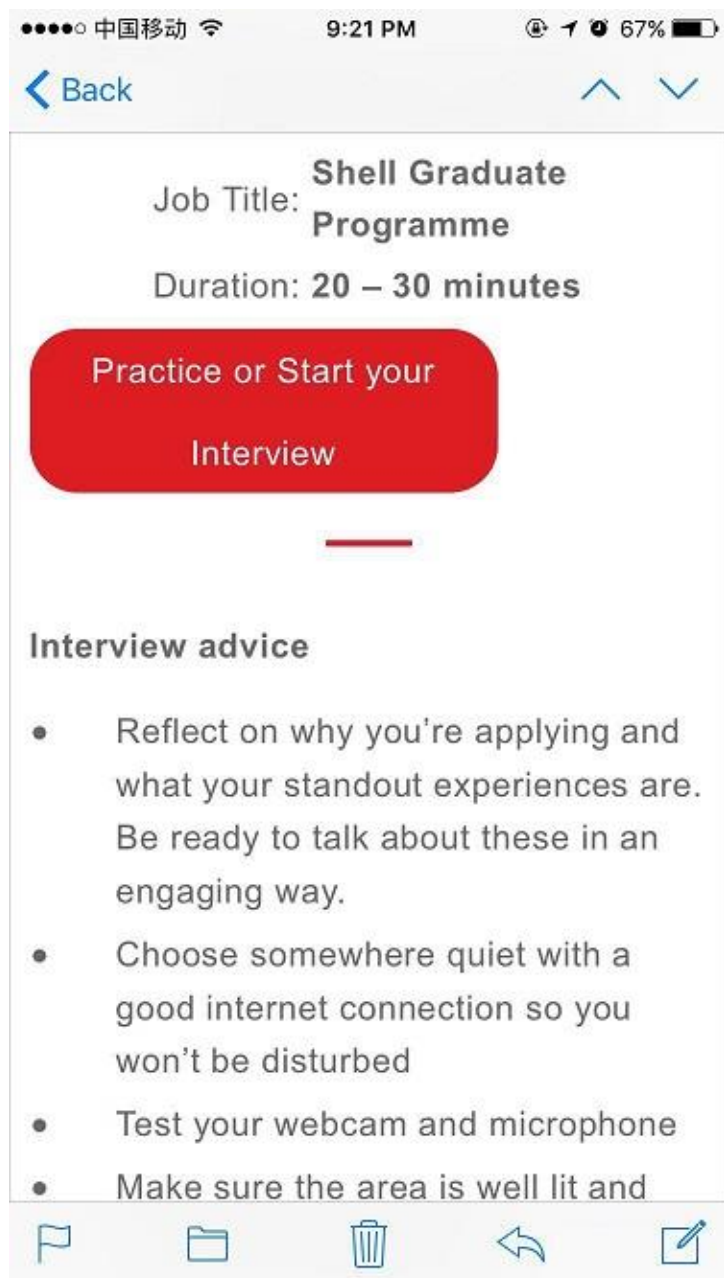 中国移动 9:21 PM 67%
Back
Job Title: Shell Graduate
Programme
Duration: 20 – 30 minutes
Practice or Start your
Interview
Interview advice
● Reflect on why you’re applying and
what your standout experiences are.
Be ready to talk about these in an
engaging way.
● Choose somewhere quiet with a
good internet connection so you
won’t be disturbed
● Test your webcam and microphone
● Make sure the area is well lit and